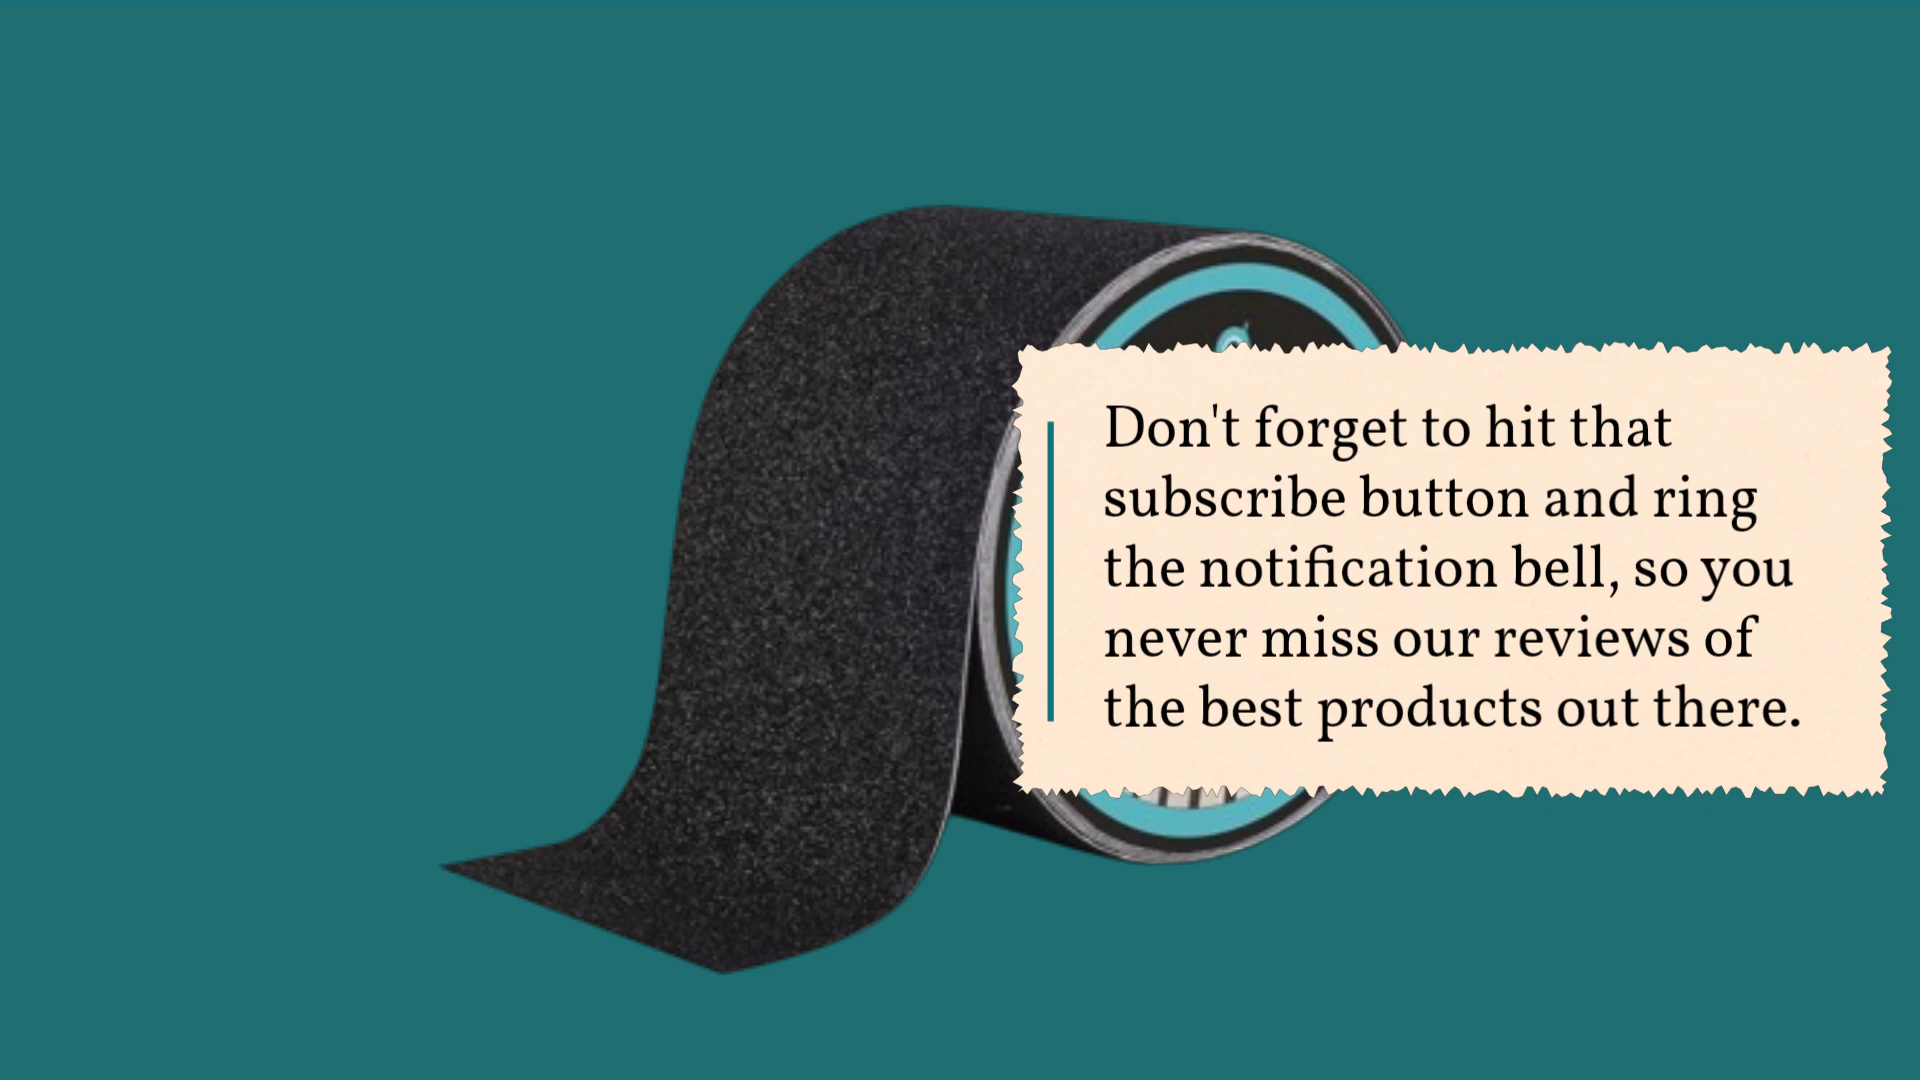 Don't forget to hit that
subscribe button and ring
the notification bell, so you
never miss our reviews of
the best products out there.